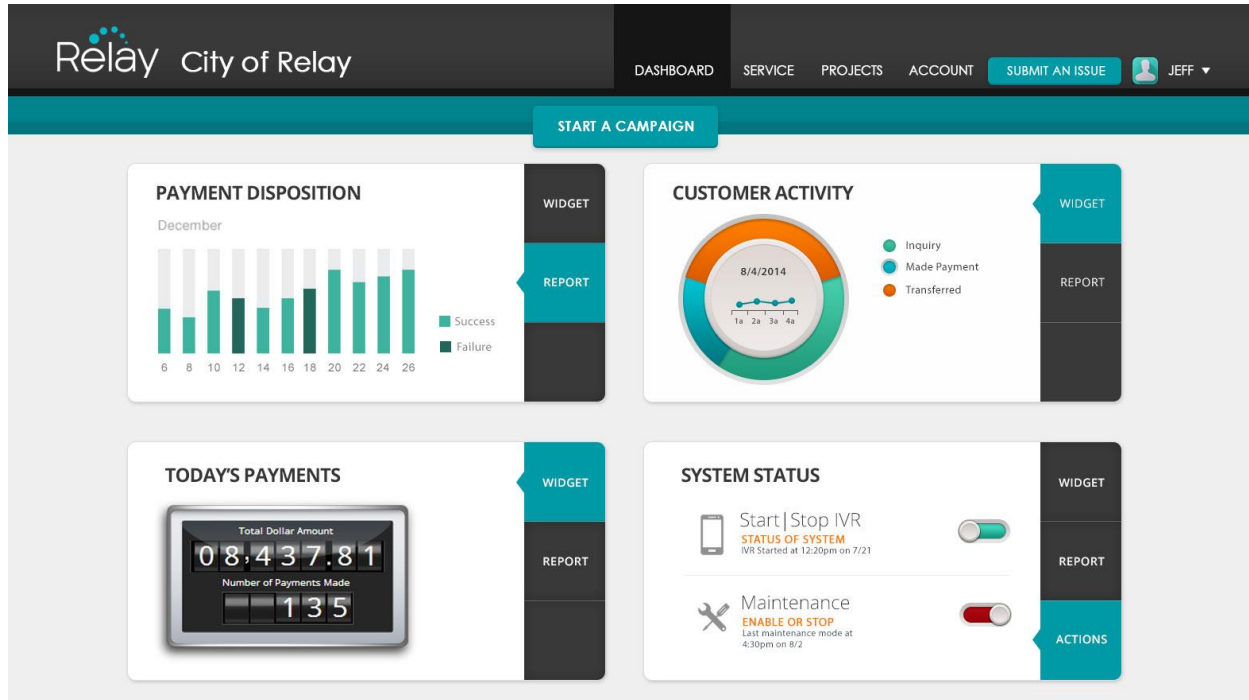 Relay City of Relay
DASHBOARD SERVICE PROJECTS ACCOUNT SUBMIT AN ISSUE JEFF
START A CAMPAIGN
PAYMENT DISPOSITION
December
6 8 10 12 14 16 18 20 22 24 26
Success
Failure
WIDGET
REPORT
CUSTOMER ACTIVITY
8/4/2014
1a 2a 3a 4a
Inquiry
Made Payment
Transferred
WIDGET
REPORT
TODAY'S PAYMENTS
Total Dollar Amount
08,437.81
Number of Payments Made
135
WIDGET
REPORT
SYSTEM STATUS
Start|Stop IVR
STATUS OF SYSTEM
IVR Started at 12:20pm on 7/21
Maintenance
ENABLE OR STOP
Last maintenance mode at
4:30pm on 8/2
WIDGET
REPORT
ACTIONS